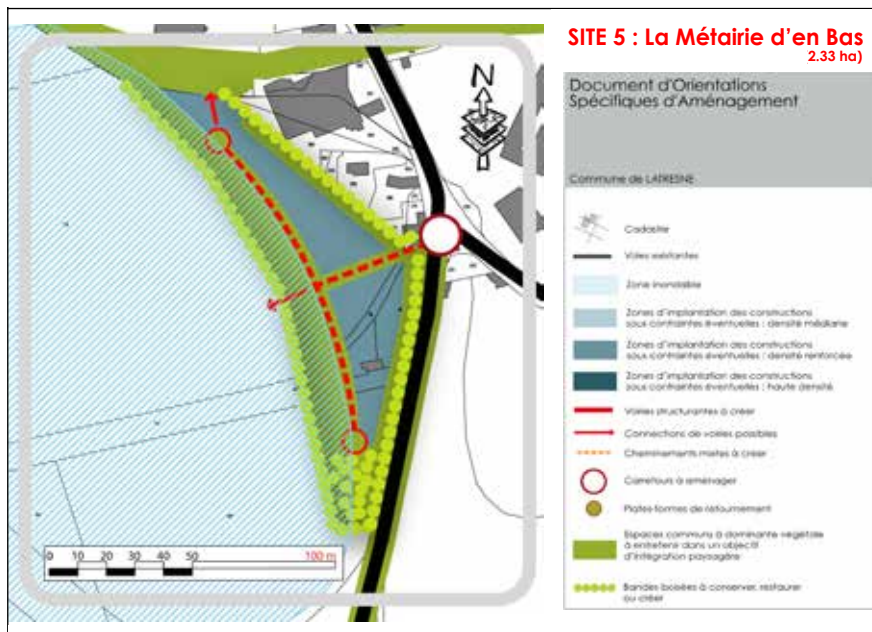 SITE 5 : La Métairie d'en Bas
2.33 ha)
Document d'Orientations
Spécifiques d'Aménagement
Commune de LATRESNE
N
Cadastre
Voies existantes
Zone inondable
Zones d'implantation des constructions
sous contraintes éventuelles : densité médiane
Zones d'implantation des constructions
sous contraintes éventuelles : densité renforcée
Zones d'implantation des constructions
sous contraintes éventuelles : haute densité
Voiries structurantes à créer
Connections de voiries possibles
Cheminements mixtes à créer
Carrefours à aménager
Plates-formes de retournement
Espaces communs à dominante végétale
à entretenir dans un objectif
d'intégration paysagère
Bandes boisées à conserver, restaurer
ou créer
0 10 20 30 40 50 100 m